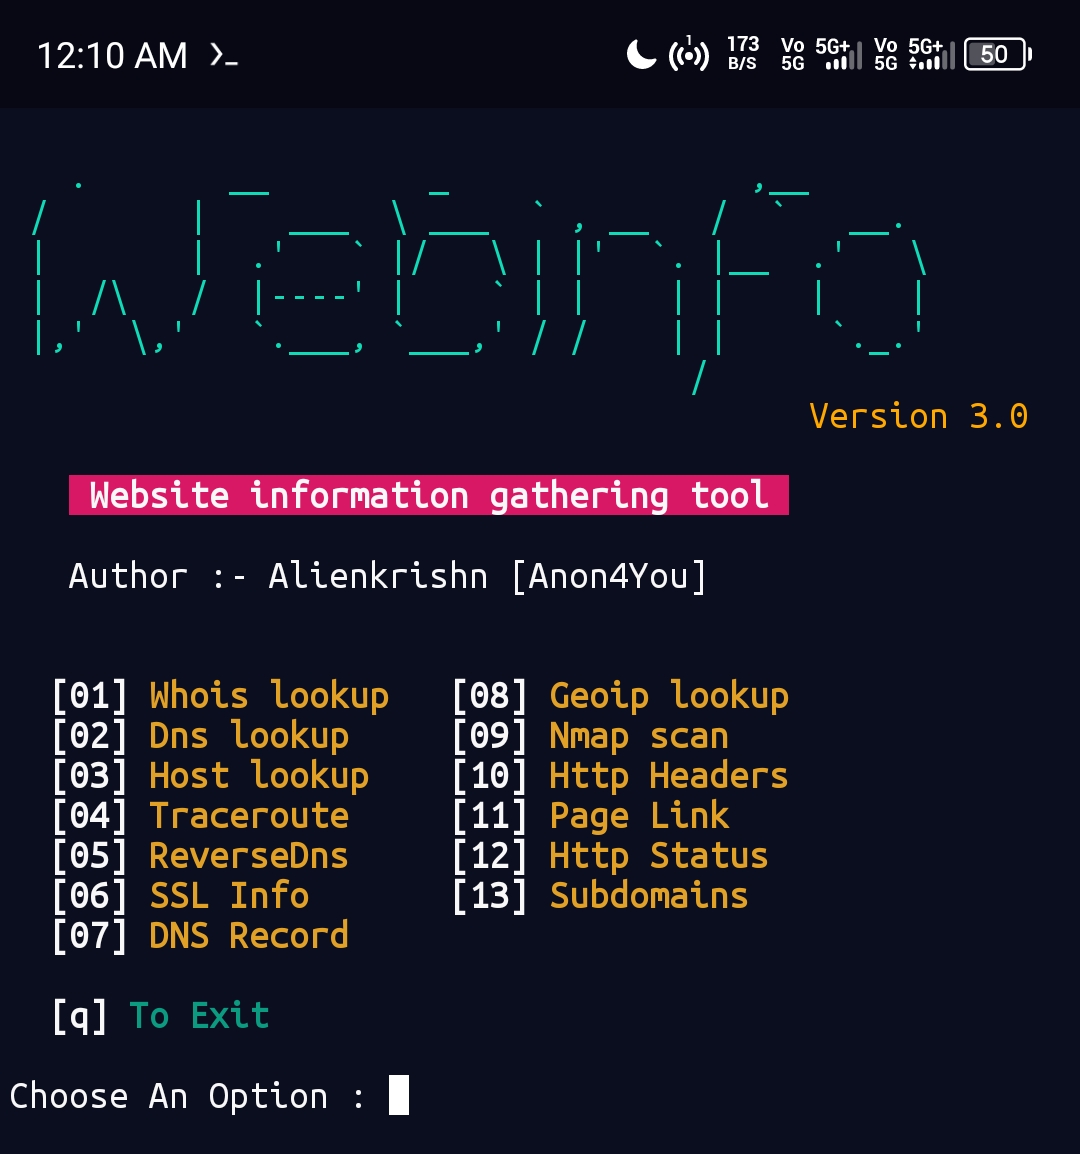 12:10 AM 1 173 B/S Vo 5G 5G+ Vo 5G 5G+ 50
WebinFo
Version 3.0
Website information gathering tool
Author :- Alienkrishn [Anon4You]
[01] Whois lookup [08] Geoip lookup
[02] Dns lookup [09] Nmap scan
[03] Host lookup [10] Http Headers
[04] Traceroute [11] Page Link
[05] ReverseDns [12] Http Status
[06] SSL Info [13] Subdomains
[07] DNS Record
[q] To Exit
Choose An Option :